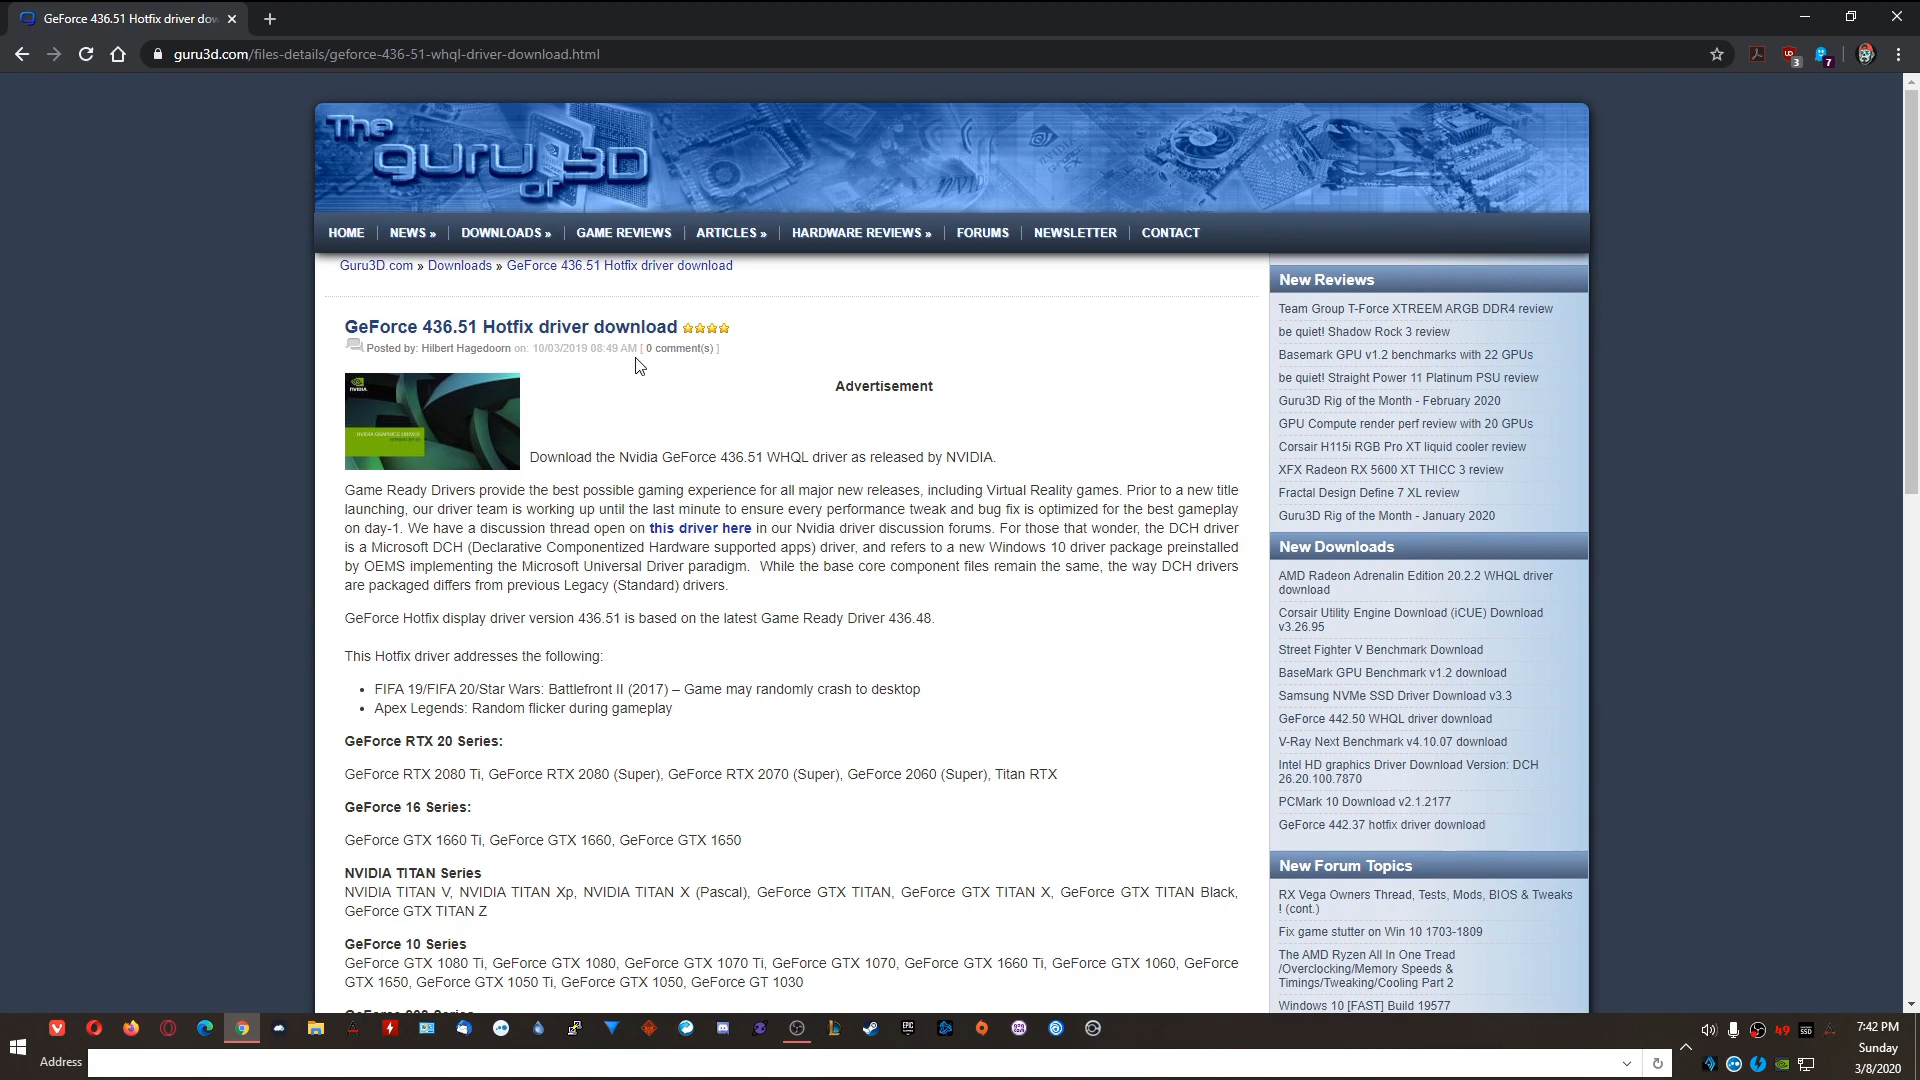 GeForce 436.51 Hotfix driver dow
guru3d.com/files-details/geforce-436-51-whql-driver-download.html
UD
3
7
The
guru 3D
of
HOME
NEWS »
DOWNLOADS »
GAME REVIEWS
ARTICLES »
HARDWARE REVIEWS »
FORUMS
NEWSLETTER
CONTACT
Guru3D.com » Downloads » GeForce 436.51 Hotfix driver download
GeForce 436.51 Hotfix driver download
Posted by: Hilbert Hagedoorn on: 10/03/2019 08:49 AM [ 0 comment(s) ]
NVIDIA.
Advertisement
Download the Nvidia GeForce 436.51 WHQL driver as released by NVIDIA.
Game Ready Drivers provide the best possible gaming experience for all major new releases, including Virtual Reality games. Prior to a new title
launching, our driver team is working up until the last minute to ensure every performance tweak and bug fix is optimized for the best gameplay
on day-1. We have a discussion thread open on this driver here in our Nvidia driver discussion forums. For those that wonder, the DCH driver
is a Microsoft DCH (Declarative Componentized Hardware supported apps) driver, and refers to a new Windows 10 driver package preinstalled
by OEMS implementing the Microsoft Universal Driver paradigm. While the base core component files remain the same, the way DCH drivers
are packaged differs from previous Legacy (Standard) drivers.
GeForce Hotfix display driver version 436.51 is based on the latest Game Ready Driver 436.48.
This Hotfix driver addresses the following:
• FIFA 19/FIFA 20/Star Wars: Battlefront II (2017) – Game may randomly crash to desktop
• Apex Legends: Random flicker during gameplay
GeForce RTX 20 Series:
GeForce RTX 2080 Ti, GeForce RTX 2080 (Super), GeForce RTX 2070 (Super), GeForce 2060 (Super), Titan RTX
GeForce 16 Series:
GeForce GTX 1660 Ti, GeForce GTX 1660, GeForce GTX 1650
NVIDIA TITAN Series
NVIDIA TITAN V, NVIDIA TITAN Xp, NVIDIA TITAN X (Pascal), GeForce GTX TITAN, GeForce GTX TITAN X, GeForce GTX TITAN Black,
GeForce GTX TITAN Z
GeForce 10 Series
GeForce GTX 1080 Ti, GeForce GTX 1080, GeForce GTX 1070 Ti, GeForce GTX 1070, GeForce GTX 1660 Ti, GeForce GTX 1060, GeForce
GTX 1650, GeForce GTX 1050 Ti, GeForce GTX 1050, GeForce GT 1030
New Reviews
Team Group T-Force XTREEM ARGB DDR4 review
be quiet! Shadow Rock 3 review
Basemark GPU v1.2 benchmarks with 22 GPUs
be quiet! Straight Power 11 Platinum PSU review
Guru3D Rig of the Month - February 2020
GPU Compute render perf review with 20 GPUs
Corsair H115i RGB Pro XT liquid cooler review
XFX Radeon RX 5600 XT THICC 3 review
Fractal Design Define 7 XL review
Guru3D Rig of the Month - January 2020
New Downloads
AMD Radeon Adrenalin Edition 20.2.2 WHQL driver
download
Corsair Utility Engine Download (iCUE) Download
v3.26.95
Street Fighter V Benchmark Download
BaseMark GPU Benchmark v1.2 download
Samsung NVMe SSD Driver Download v3.3
GeForce 442.50 WHQL driver download
V-Ray Next Benchmark v4.10.07 download
Intel HD graphics Driver Download Version: DCH
26.20.100.7870
PCMark 10 Download v2.1.2177
GeForce 442.37 hotfix driver download
New Forum Topics
RX Vega Owners Thread, Tests, Mods, BIOS & Tweaks
! (cont.)
Fix game stutter on Win 10 1703-1809
The AMD Ryzen All In One Tread
/Overclocking/Memory Speeds &
Timings/Tweaking/Cooling Part 2
Windows 10 [FAST] Build 19577
EPIC
49
SSD
Address
7:42 PM
Sunday
3/8/2020